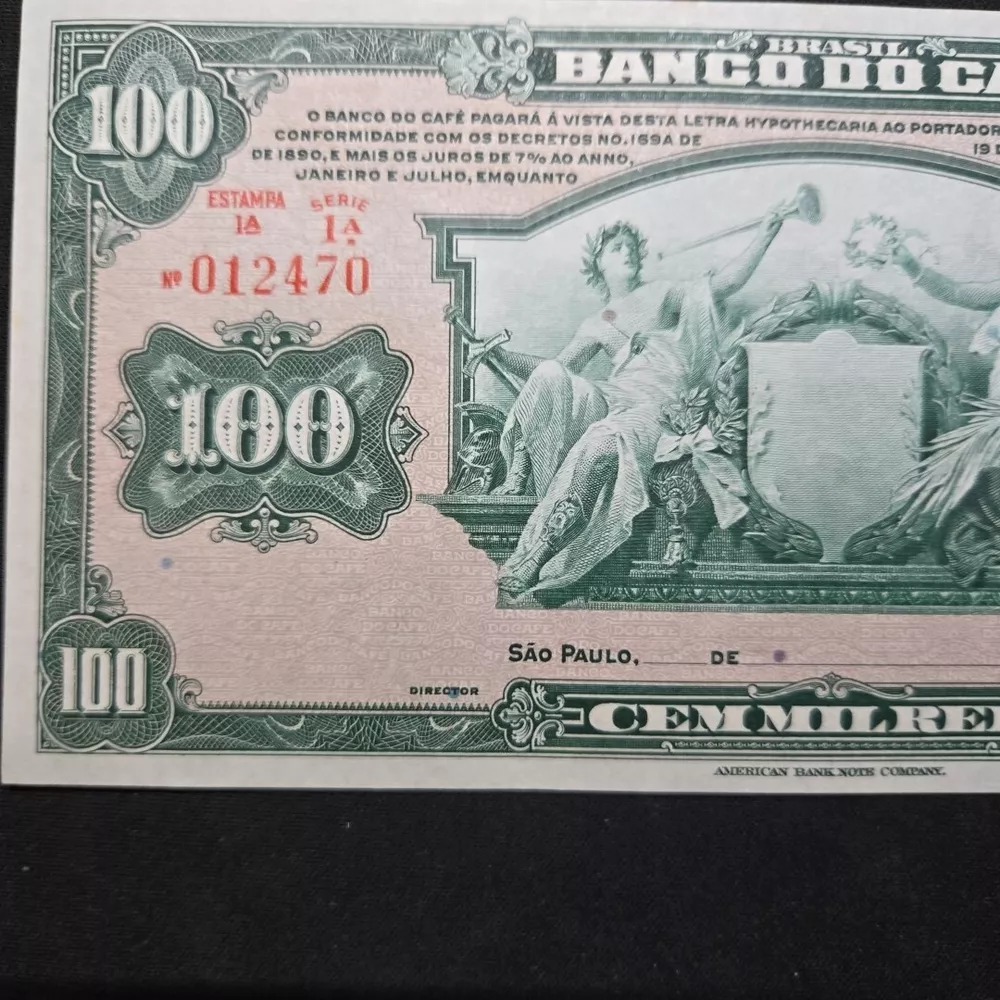 BRASIL
100
BANCO DO CA
O BANCO DO CAFÉ PAGARÁ Á VISTA DESTA LETRA HYPOTHECARIA AO PORTADOR
CONFORMIDADE COM OS DECRETOS NO. 169A DE 19 D
DE 1890, E MAIS OS JUROS DE 7% AO ANNO,
JANEIRO E JULHO, EMQUANTO
ESTAMPA SERIE
1A 1A
Nº 012470
100
SÃO PAULO, DE
100
DIRECTOR
CEM MIL RE
AMERICAN BANK NOTE COMPANY.